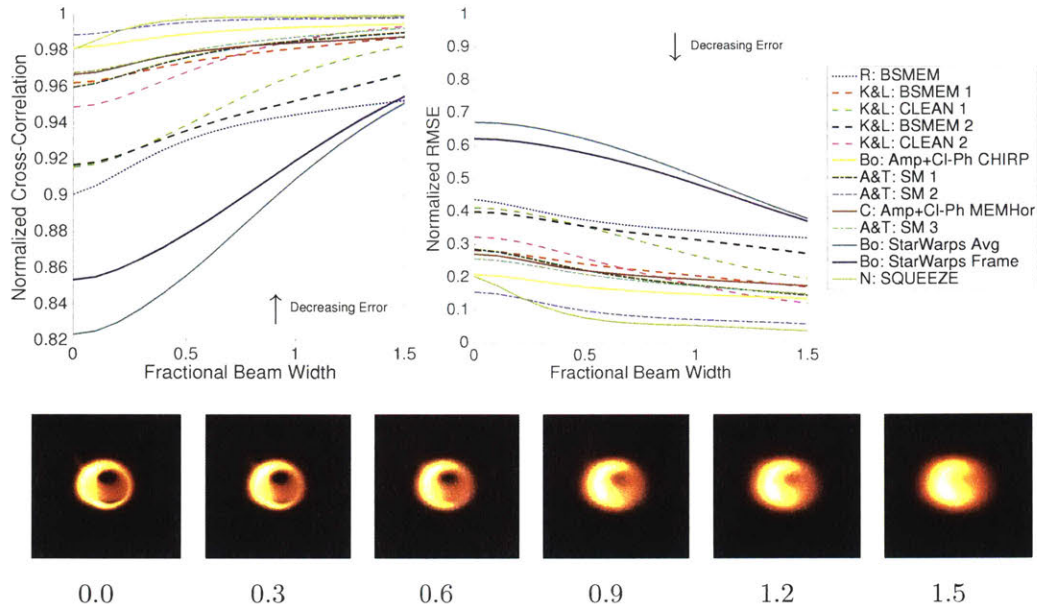 Normalized Cross-Correlation
0.98
0.96
0.94
0.92
0.9
0.88
0.86
0.84
0.82
0
0.5
1
1.5
Fractional Beam Width
↑ Decreasing Error
Normalized RMSE
1
0.9
0.8
0.7
0.6
0.5
0.4
0.3
0.2
0.1
0
0
0.5
1
1.5
Fractional Beam Width
↓ Decreasing Error
R: BSMEM
K&L: BSMEM 1
K&L: CLEAN 1
K&L: BSMEM 2
K&L: CLEAN 2
Bo: Amp+Cl-Ph CHIRP
A&T: SM 1
A&T: SM 2
C: Amp+Cl-Ph MEMHor
A&T: SM 3
Bo: StarWarps Avg
Bo: StarWarps Frame
N: SQUEEZE
0.0 0.3 0.6 0.9 1.2 1.5